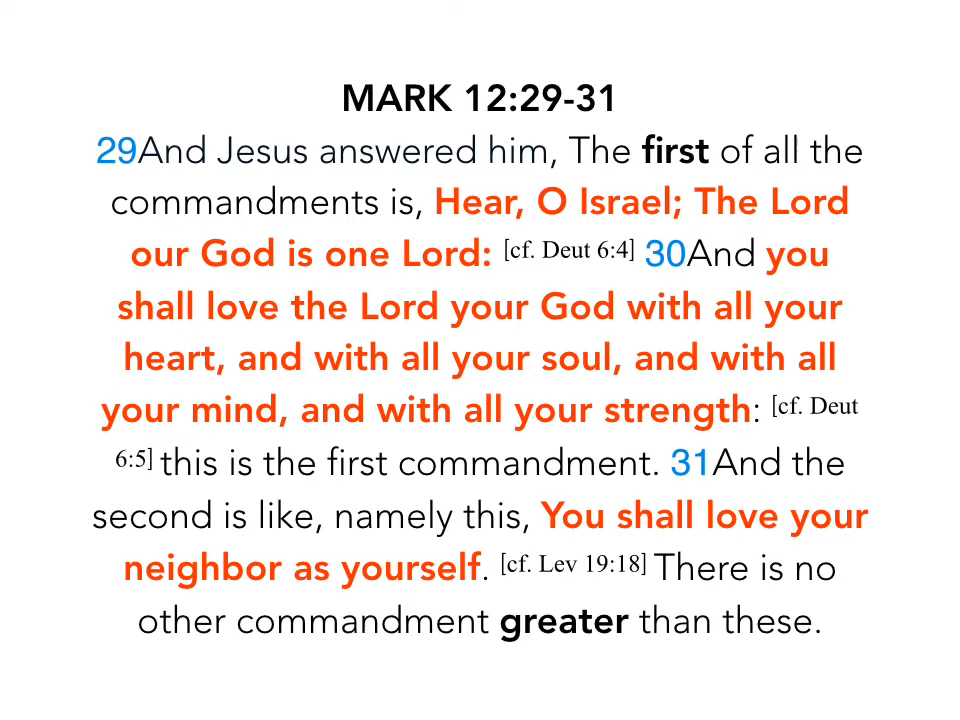 MARK 12:29-31
29And Jesus answered him, The first of all the
commandments is, Hear, O Israel; The Lord
our God is one Lord: [cf. Deut 6:4] 30And you
shall love the Lord your God with all your
heart, and with all your soul, and with all
your mind, and with all your strength: [cf. Deut
6:5] this is the first commandment. 31And the
second is like, namely this, You shall love your
neighbor as yourself. [cf. Lev 19:18] There is no
other commandment greater than these.